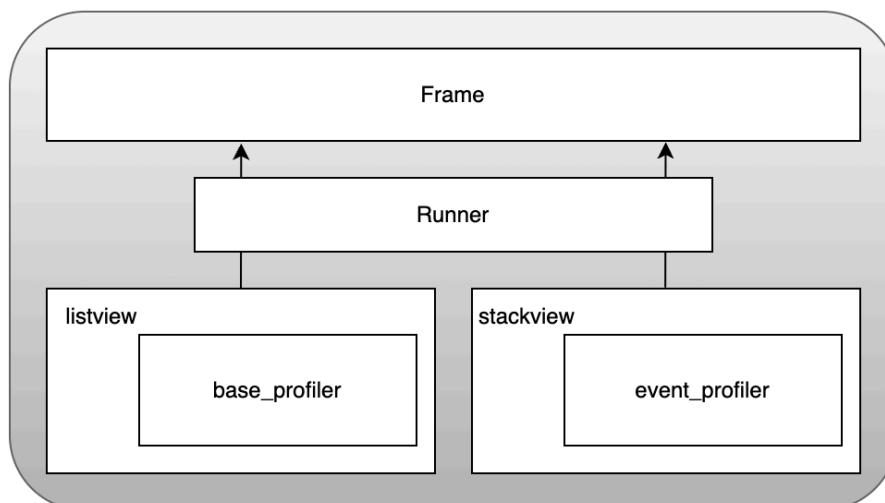 Frame
Runner
listview
base_profiler
stackview
event_profiler